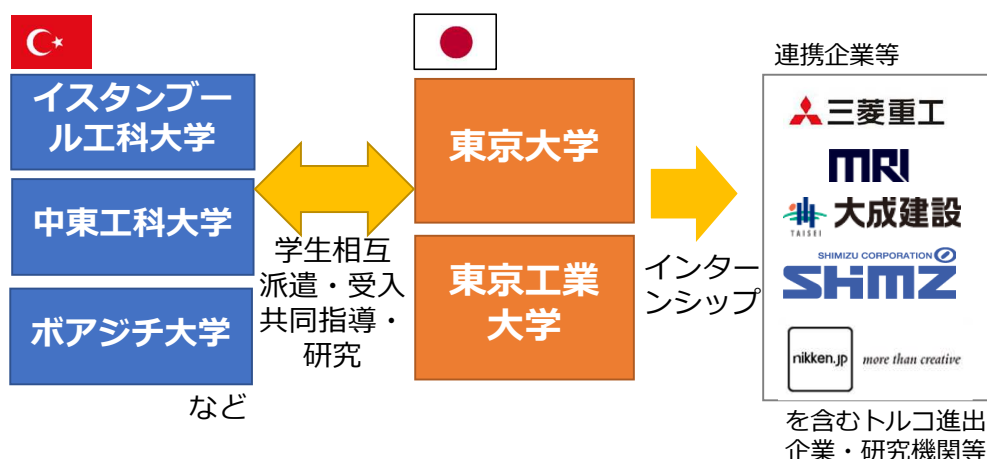 イスタンブー
ル工科大学
中東工科大学
ボアジチ大学
など
学生相互
派遣・受入
共同指導・
研究
東京大学
東京工業
大学
インター
ンシップ
連携企業等
三菱重工
MRI
大成建設
TAISEI
SHIMIZU CORPORATION
SHIMZ
nikken.jp
more than creative
を含むトルコ進出
企業・研究機関等